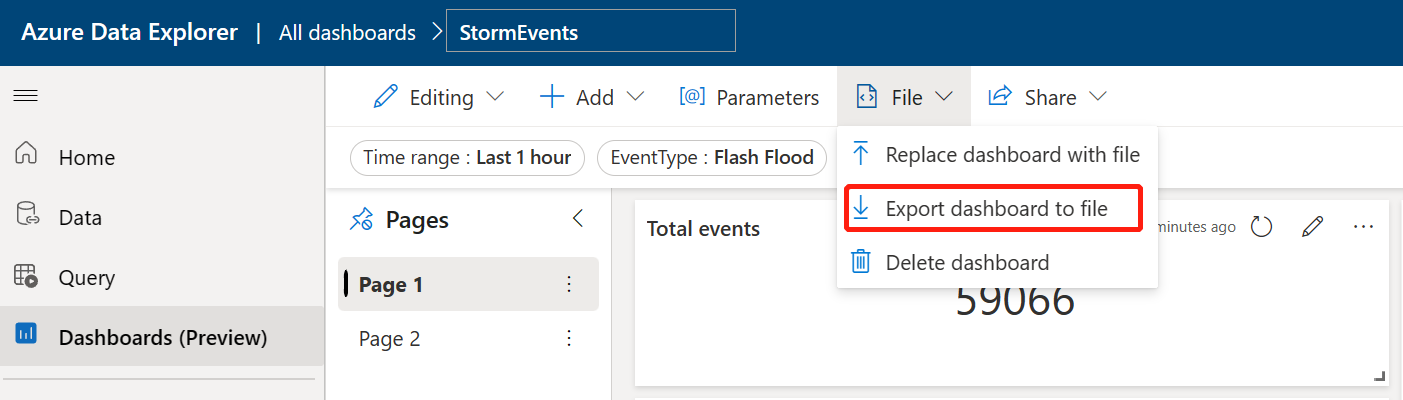 Azure Data Explorer | All dashboards > StormEvents
Editing Add [@] Parameters File Share
Time range : Last 1 hour EventType : Flash Flood
Home
Data
Query
Dashboards (Preview)
Pages
Page 1
Page 2
Replace dashboard with file
Export dashboard to file
Delete dashboard
Total events
minutes ago
59066